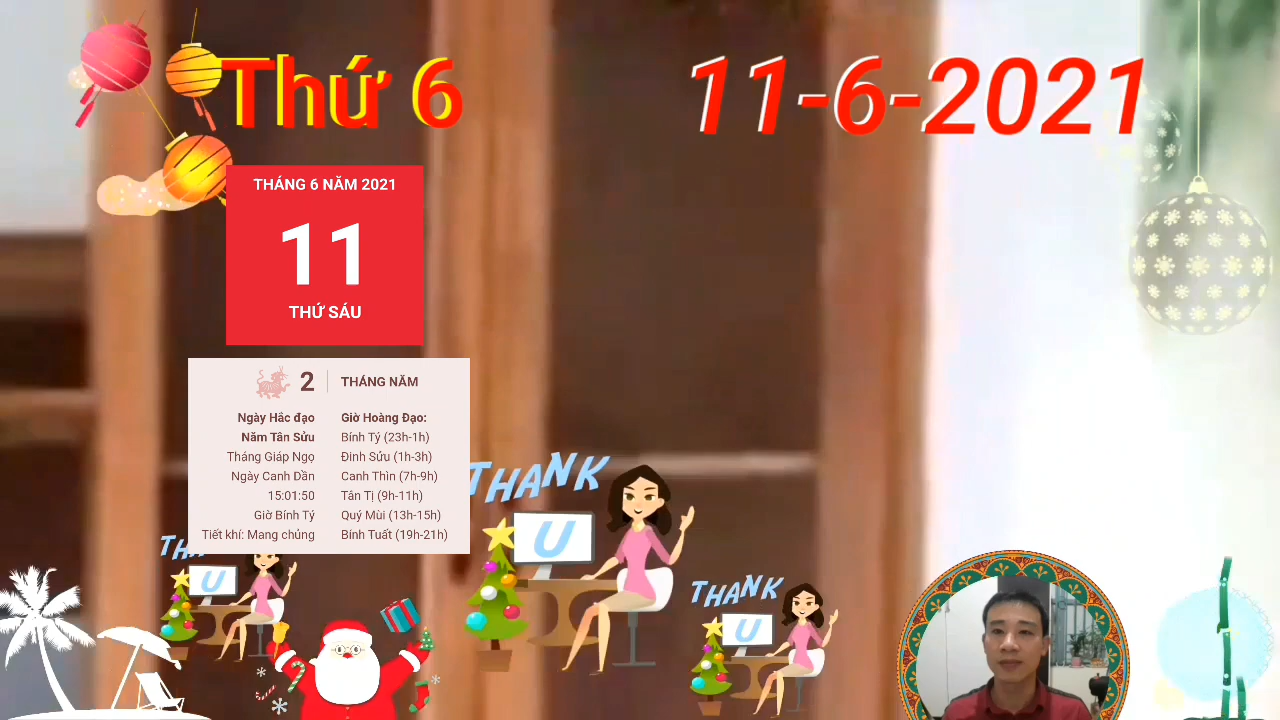 Thứ 6
11-6-2021
THÁNG 6 NĂM 2021
11
THỨ SÁU
2 THÁNG NĂM
Ngày Hắc đạo
Năm Tân Sửu
Tháng Giáp Ngọ
Ngày Canh Dần
15:01:50
Giờ Bính Tý
Tiết khí: Mang chủng
Giờ Hoàng Đạo:
Bính Tý (23h-1h)
Đinh Sửu (1h-3h)
Canh Thìn (7h-9h)
Tân Tị (9h-11h)
Quý Mùi (13h-15h)
Bính Tuất (19h-21h)
THANK
U
U
THANK
U